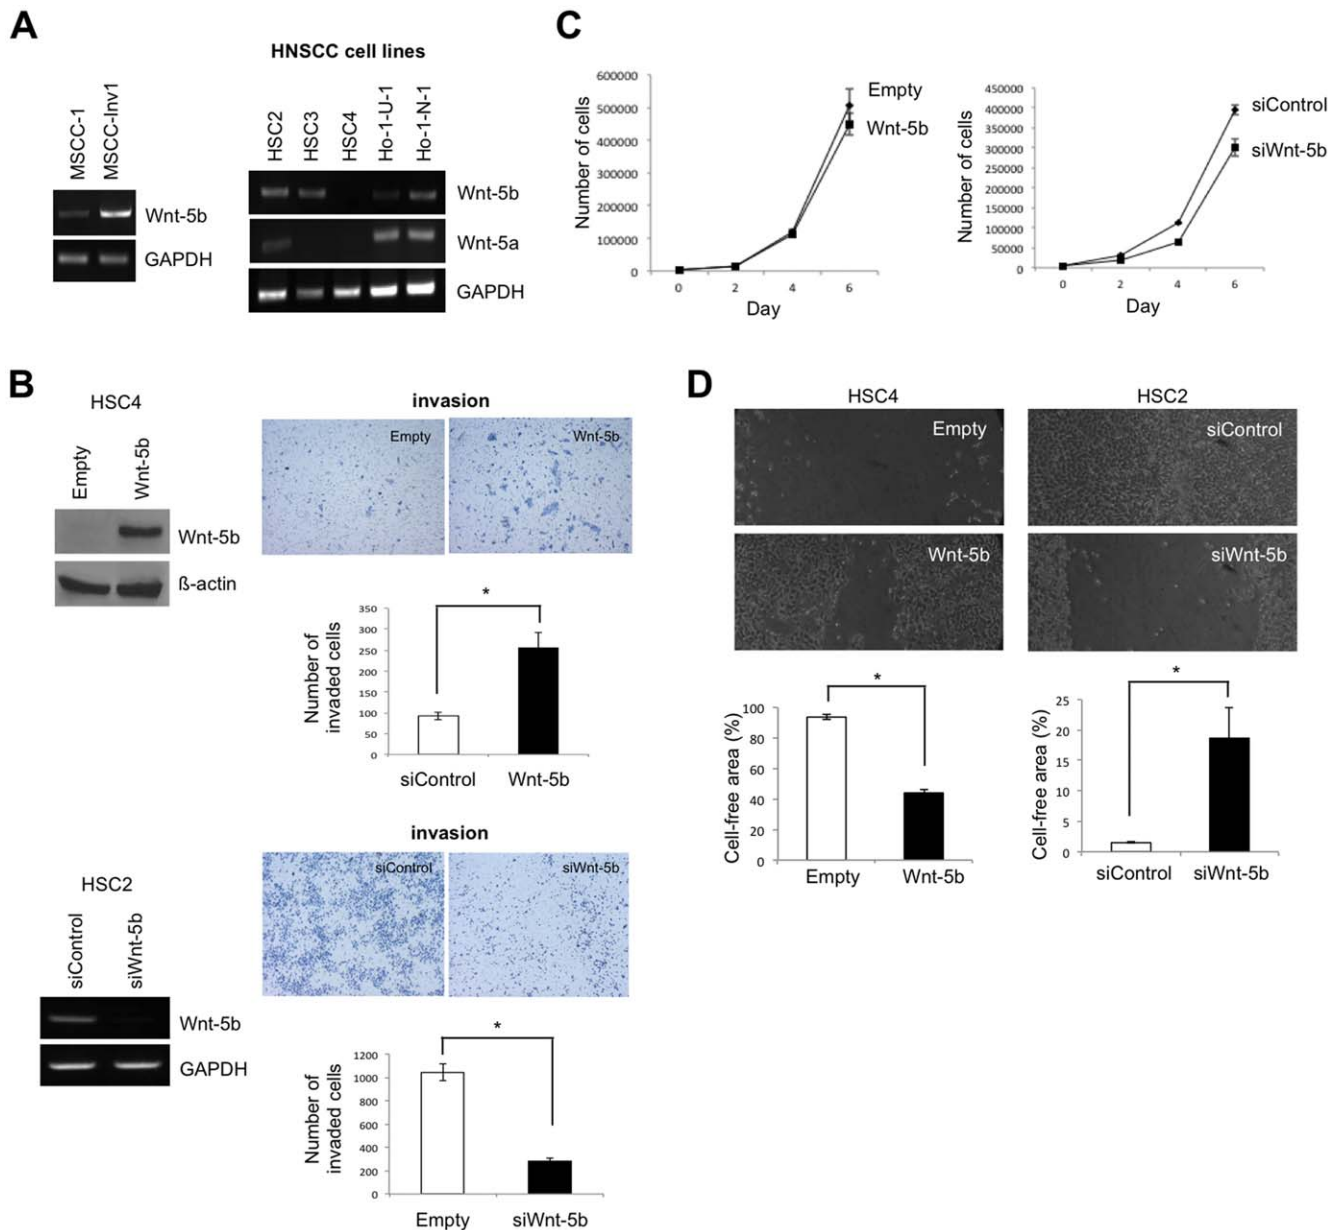 A
HNSCC cell lines
MSCC-1
MSCC-Inv1
HSC2
HSC3
HSC4
Ho-1-U-1
Ho-1-N-1
Wnt-5b
GAPDH
Wnt-5b
Wnt-5a
GAPDH
C
Number of cells
600000
500000
400000
300000
200000
100000
0
0 2 4 6
Day
Empty
Wnt-5b
Number of cells
450000
400000
350000
300000
250000
200000
150000
100000
50000
0
0 2 4 6
Day
siControl
siWnt-5b
B
HSC4
Empty
Wnt-5b
Wnt-5b
ß-actin
invasion
Empty
Wnt-5b
*
Number of
invaded cells
350
300
250
200
150
100
50
0
siControl Wnt-5b
HSC2
siControl
siWnt-5b
Wnt-5b
GAPDH
invasion
siControl
siWnt-5b
*
Number of
invaded cells
1200
1000
800
600
400
200
0
Empty siWnt-5b
D
HSC4
Empty
Wnt-5b
*
Cell-free area (%)
100
80
60
40
20
0
Empty Wnt-5b
HSC2
siControl
siWnt-5b
*
Cell-free area (%)
25
20
15
10
5
0
siControl siWnt-5b